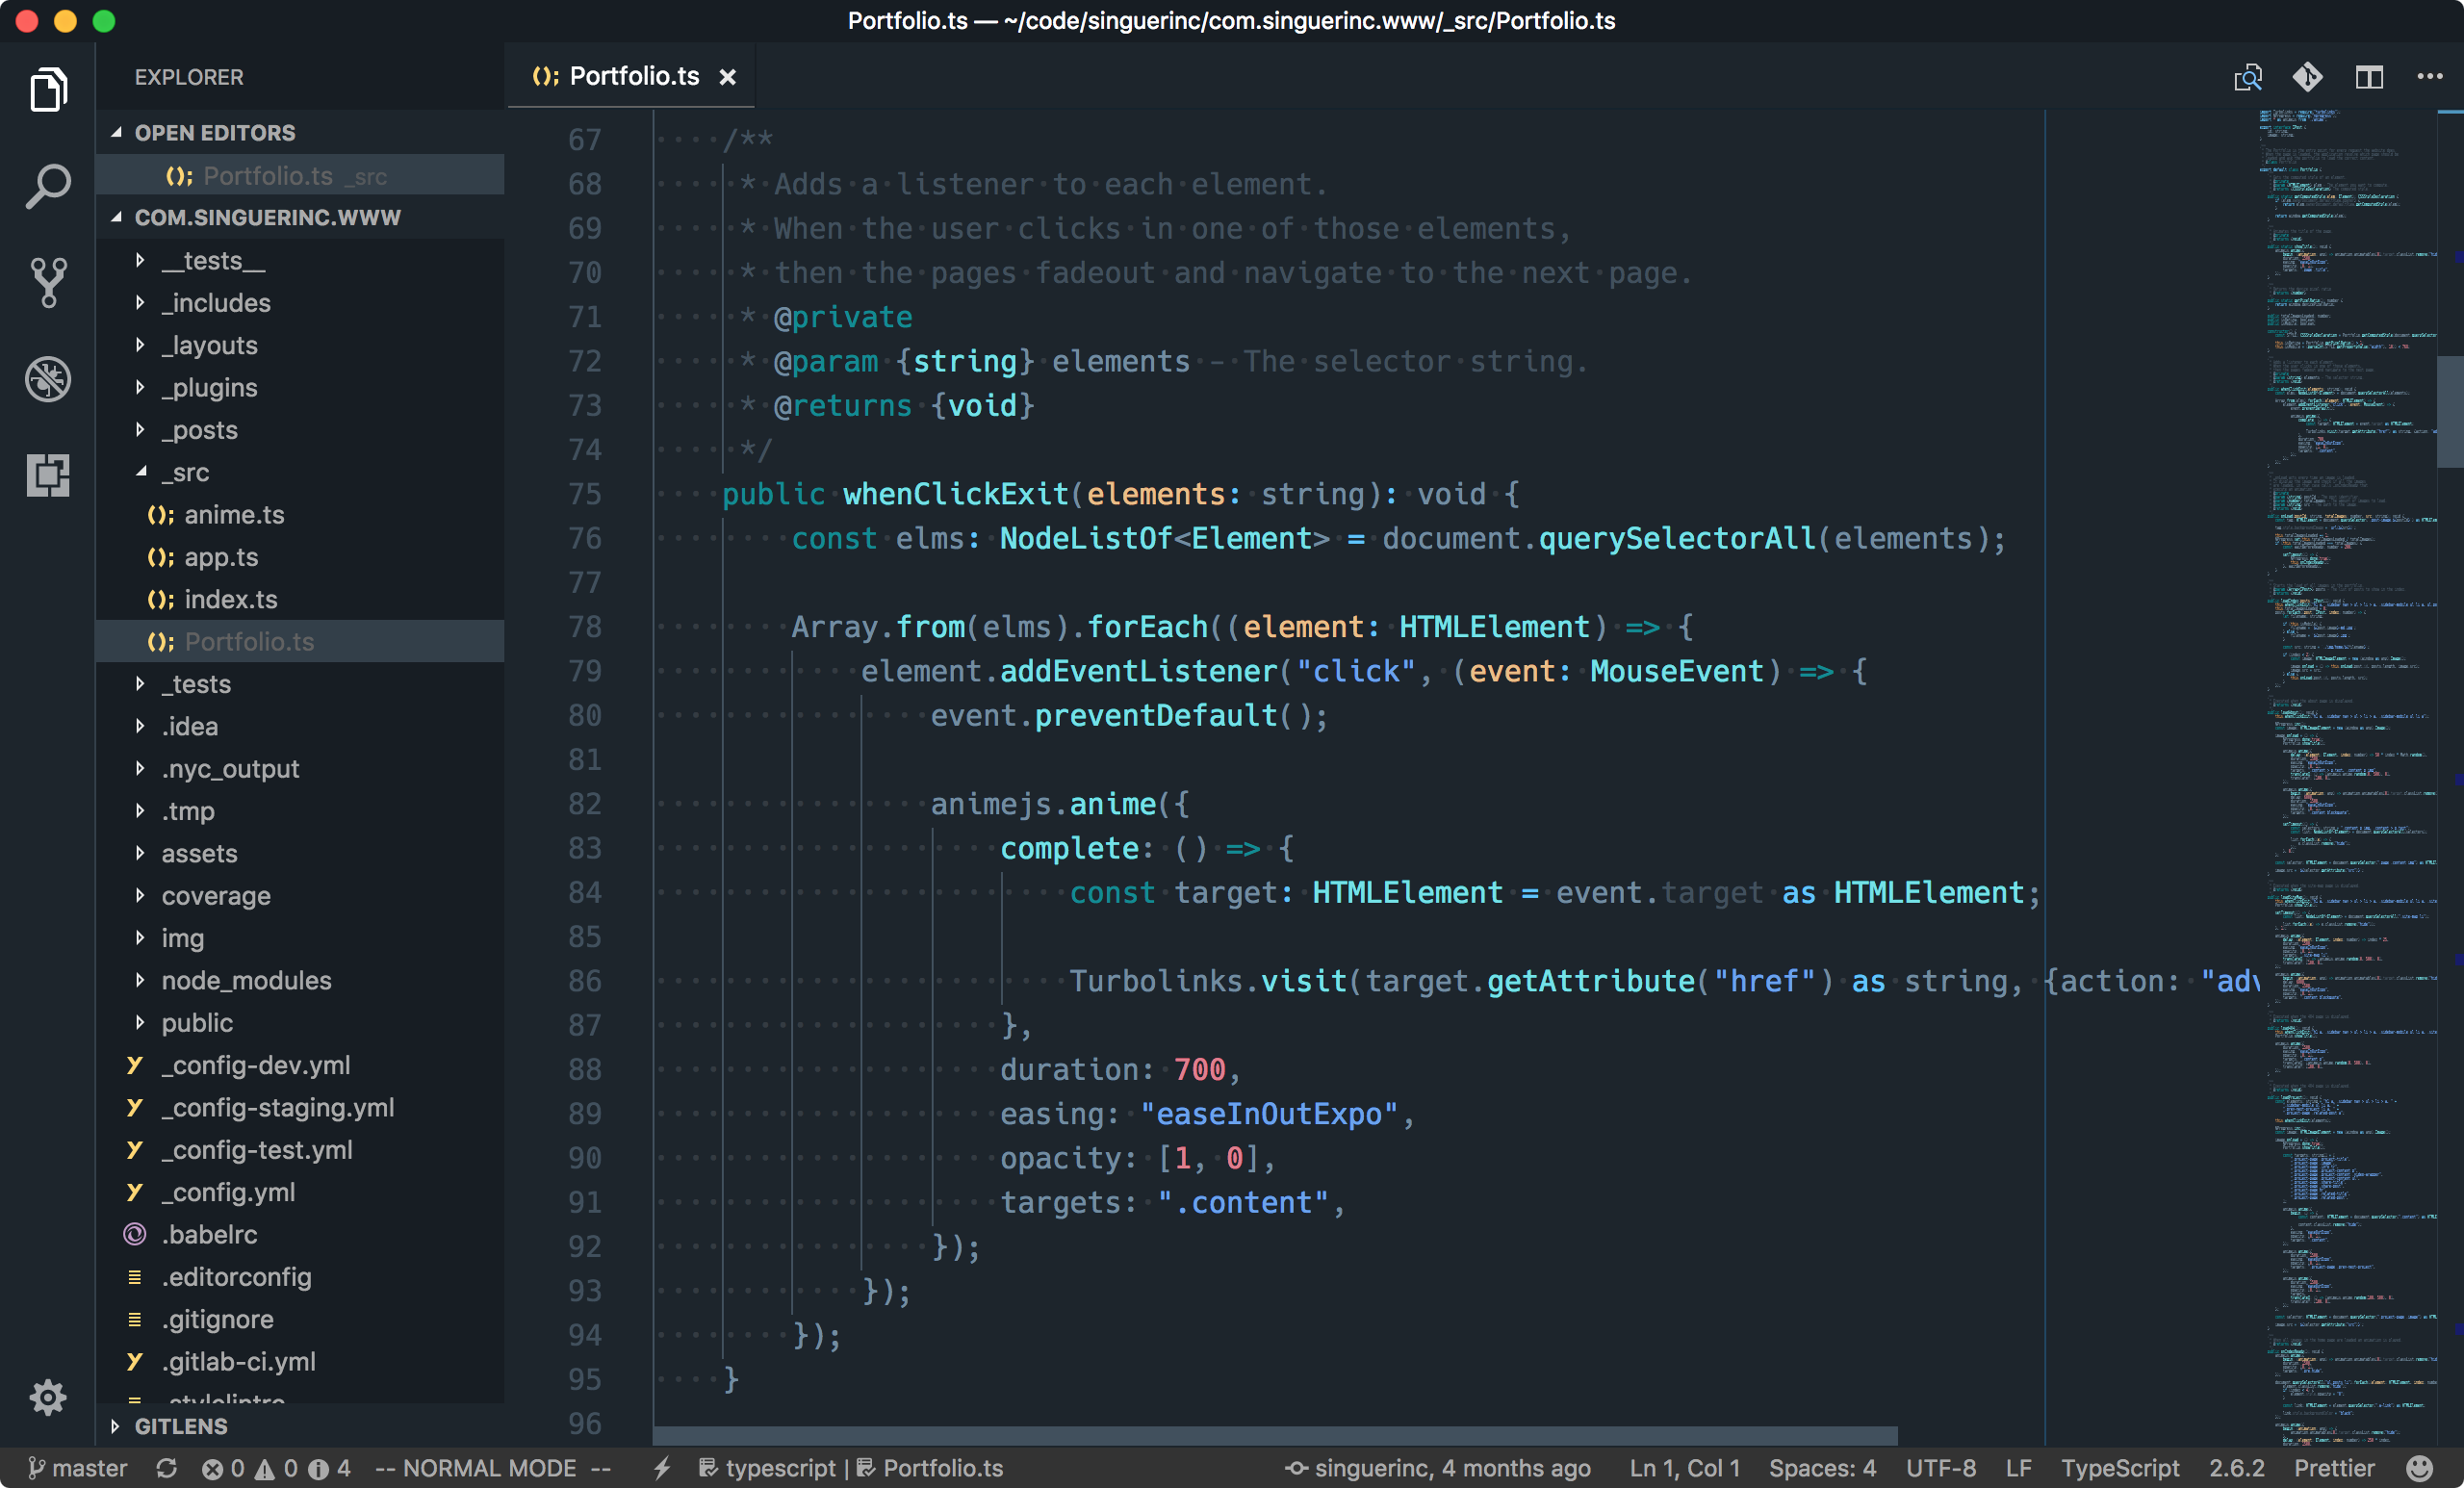 Portfolio.ts — ~/code/singuerinc/com.singuerinc.www/_src/Portfolio.ts
EXPLORER
OPEN EDITORS
Portfolio.ts _src
COM.SINGUERINC.WWW
__tests__
_includes
_layouts
_plugins
_posts
_src
anime.ts
app.ts
index.ts
Portfolio.ts
_tests
.idea
.nyc_output
.tmp
assets
coverage
img
node_modules
public
_config-dev.yml
_config-staging.yml
_config-test.yml
_config.yml
.babelrc
.editorconfig
.gitignore
.gitlab-ci.yml
GITLENS
Portfolio.ts
67 /**
68 * Adds a listener to each element.
69 * When the user clicks in one of those elements,
70 * then the pages fadeout and navigate to the next page.
71 * @private
72 * @param {string} elements - The selector string.
73 * @returns {void}
74 */
75 public whenClickExit(elements: string): void {
76 const elms: NodeListOf<Element> = document.querySelectorAll(elements);
77
78 Array.from(elms).forEach((element: HTMLElement) => {
79 element.addEventListener("click", (event: MouseEvent) => {
80 event.preventDefault();
81
82 animejs.anime({
83 complete: () => {
84 const target: HTMLElement = event.target as HTMLElement;
85
86 Turbolinks.visit(target.getAttribute("href") as string, {action: "adv
87 },
88 duration: 700,
89 easing: "easeInOutExpo",
90 opacity: [1, 0],
91 targets: ".content",
92 });
93 });
94 });
95 }
96
master 0 0 4 -- NORMAL MODE -- typescript | Portfolio.ts singuerinc, 4 months ago Ln 1, Col 1 Spaces: 4 UTF-8 LF TypeScript 2.6.2 Prettier